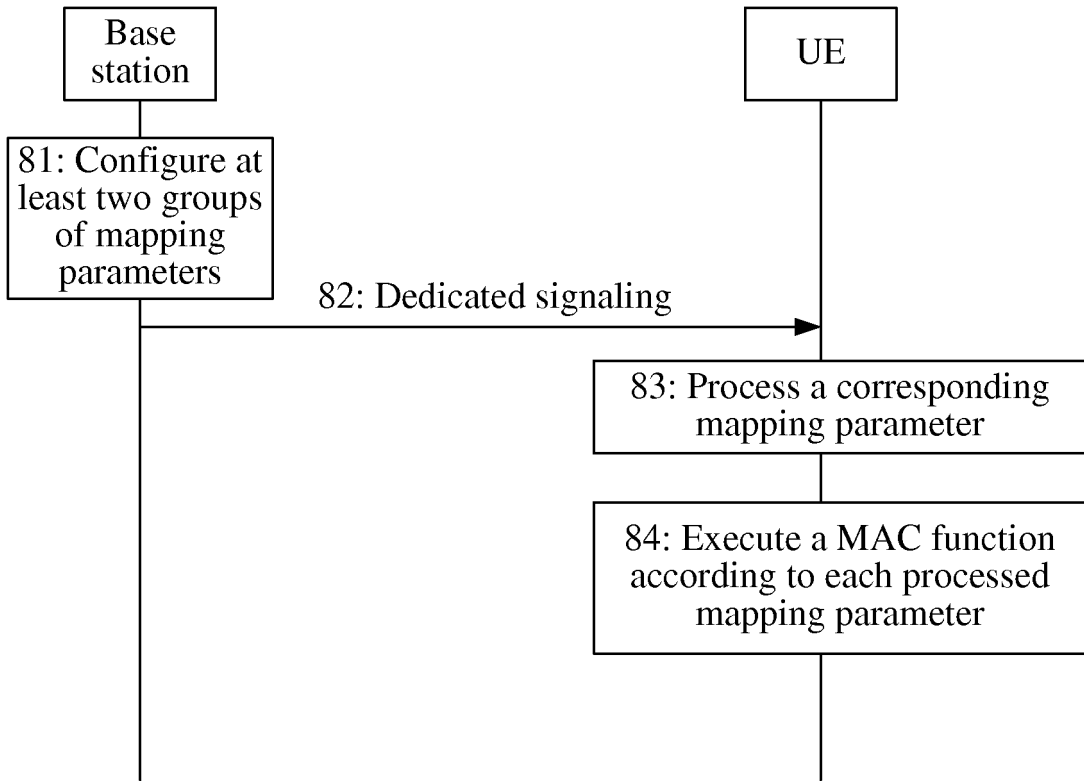 Base
station
UE
81: Configure at
least two groups
of mapping
parameters
82: Dedicated signaling
83: Process a corresponding
mapping parameter
84: Execute a MAC function
according to each processed
mapping parameter